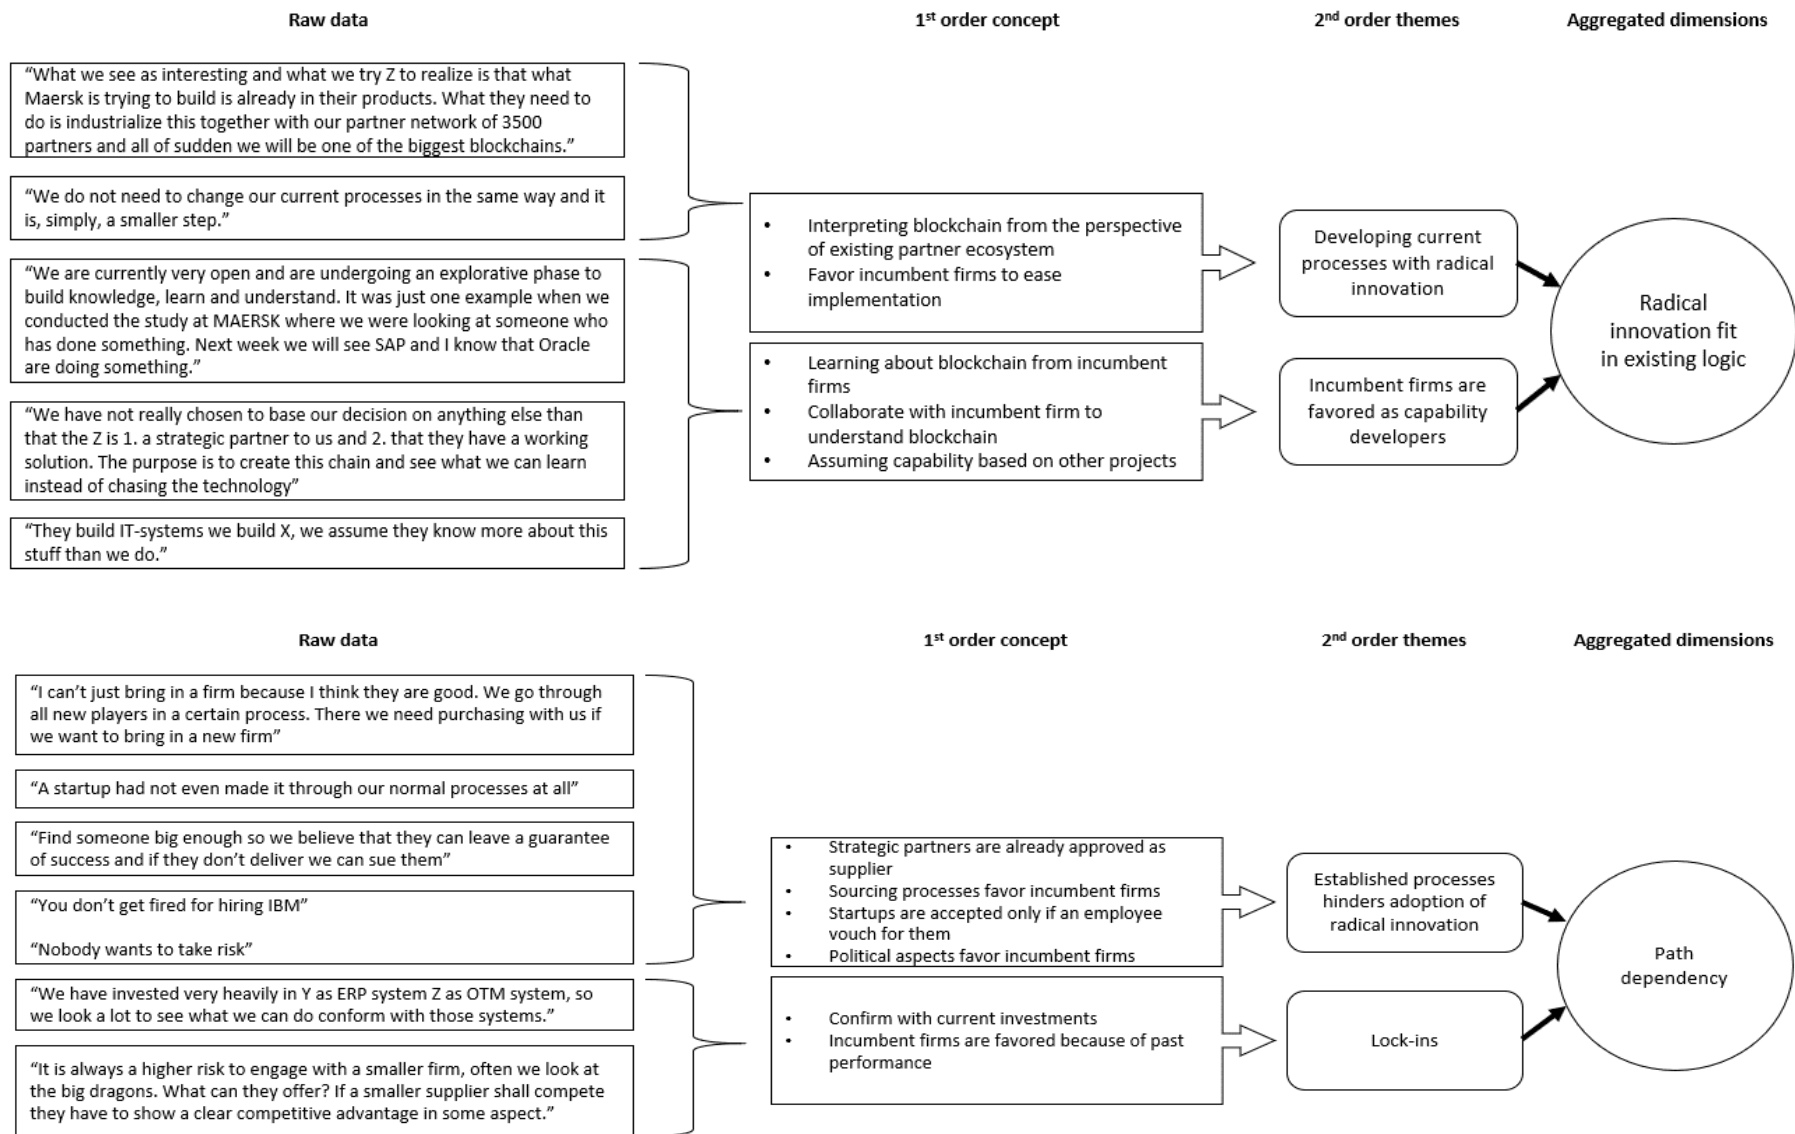 Raw data
1st order concept
2nd order themes
Aggregated dimensions
“What we see as interesting and what we try Z to realize is that what
Maersk is trying to build is already in their products. What they need to
do is industrialize this together with our partner network of 3500
partners and all of sudden we will be one of the biggest blockchains.”
“We do not need to change our current processes in the same way and it
is, simply, a smaller step.”
“We are currently very open and are undergoing an explorative phase to
build knowledge, learn and understand. It was just one example when we
conducted the study at MAERSK where we were looking at someone who
has done something. Next week we will see SAP and I know that Oracle
are doing something.”
“We have not really chosen to base our decision on anything else than
that the Z is 1. a strategic partner to us and 2. that they have a working
solution. The purpose is to create this chain and see what we can learn
instead of chasing the technology”
“They build IT-systems we build X, we assume they know more about this
stuff than we do.”
• Interpreting blockchain from the perspective
of existing partner ecosystem
• Favor incumbent firms to ease
implementation
• Learning about blockchain from incumbent
firms
• Collaborate with incumbent firm to
understand blockchain
• Assuming capability based on other projects
Developing current
processes with radical
innovation
Incumbent firms are
favored as capability
developers
Radical
innovation fit
in existing logic
Raw data
1st order concept
2nd order themes
Aggregated dimensions
“I can’t just bring in a firm because I think they are good. We go through
all new players in a certain process. There we need purchasing with us if
we want to bring in a new firm”
“A startup had not even made it through our normal processes at all”
“Find someone big enough so we believe that they can leave a guarantee
of success and if they don’t deliver we can sue them”
“You don’t get fired for hiring IBM”
“Nobody wants to take risk”
“We have invested very heavily in Y as ERP system Z as OTM system, so
we look a lot to see what we can do conform with those systems.”
“It is always a higher risk to engage with a smaller firm, often we look at
the big dragons. What can they offer? If a smaller supplier shall compete
they have to show a clear competitive advantage in some aspect.”
• Strategic partners are already approved as
supplier
• Sourcing processes favor incumbent firms
• Startups are accepted only if an employee
vouch for them
• Political aspects favor incumbent firms
• Confirm with current investments
• Incumbent firms are favored because of past
performance
Established processes
hinders adoption of
radical innovation
Lock-ins
Path
dependency